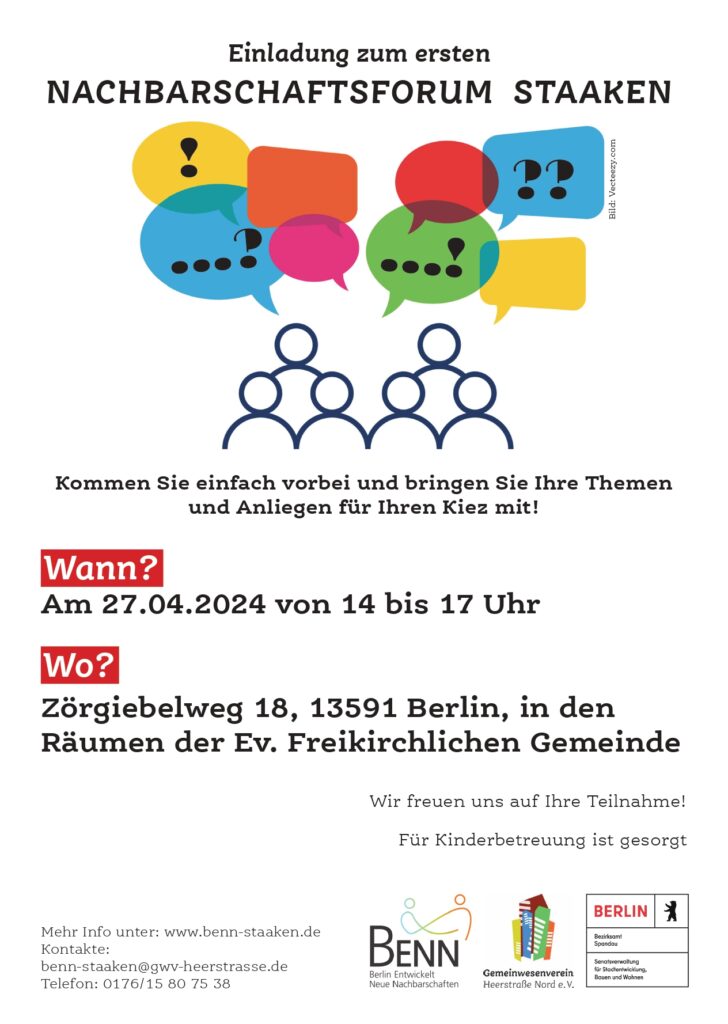 Einladung zum ersten
NACHBARSCHAFTSFORUM STAAKEN
!
??
....?
....!
Bild: Vecteezy.com
Kommen Sie einfach vorbei und bringen Sie Ihre Themen
und Anliegen für Ihren Kiez mit!
Wann?
Am 27.04.2024 von 14 bis 17 Uhr
Wo?
Zörgiebelweg 18, 13591 Berlin, in den
Räumen der Ev. Freikirchlichen Gemeinde
Wir freuen uns auf Ihre Teilnahme!
Für Kinderbetreuung ist gesorgt
Mehr Info unter: www.benn-staaken.de
Kontakte:
benn-staaken@gwv-heerstrasse.de
Telefon: 0176/15 80 75 38
BENN
Berlin Entwickelt
Neue Nachbarschaften
Gemeinwesenverein
Heerstraße Nord e.V.
BERLIN
Bezirksamt
Spandau
Senatsverwaltung
für Stadtentwicklung,
Bauen und Wohnen